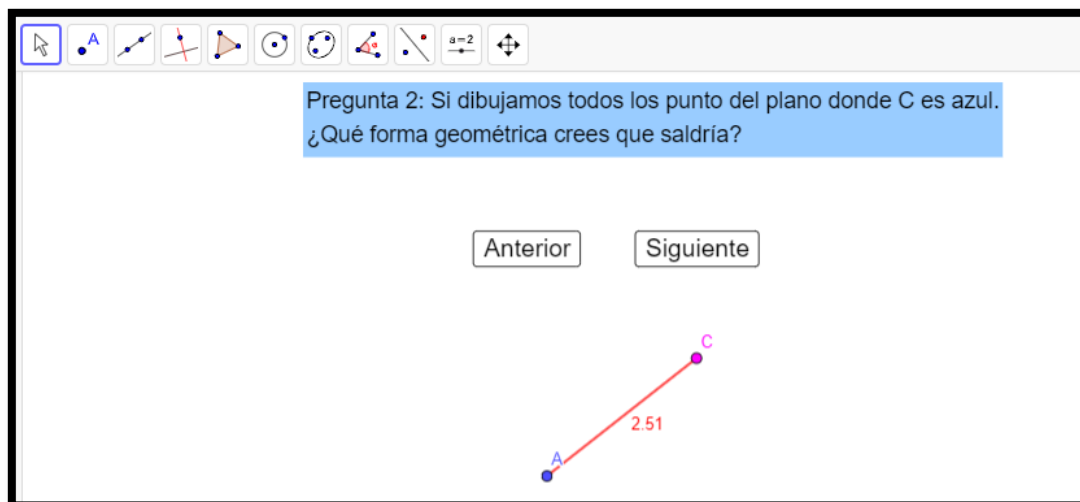 A
a=2
Pregunta 2: Si dibujamos todos los punto del plano donde C es azul.
¿Qué forma geométrica crees que saldría?
Anterior
Siguiente
C
2.51
A